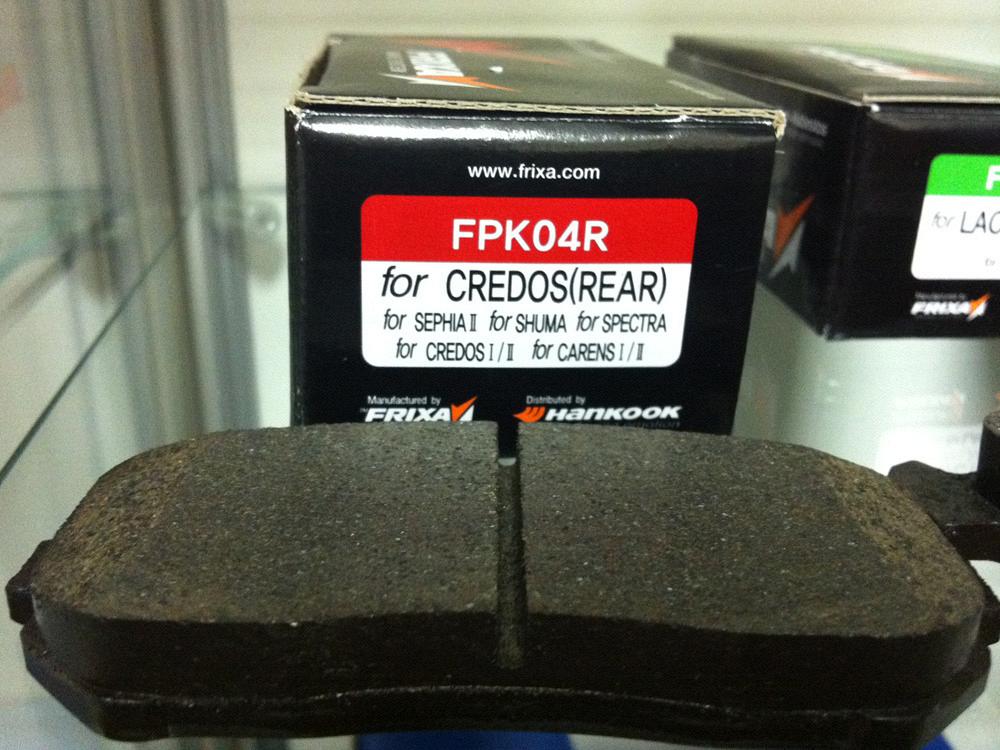 www.frixa.com
FPK04R
for CREDOS(REAR)
for SEPHIA Ⅱ for SHUMA for SPECTRA
for CREDOS Ⅰ/Ⅱ for CARENS Ⅰ/Ⅱ
Manufactured by
FRIXA
Distributed by
HANKOOK
F
for LAC
Manufactured by
FRIXA